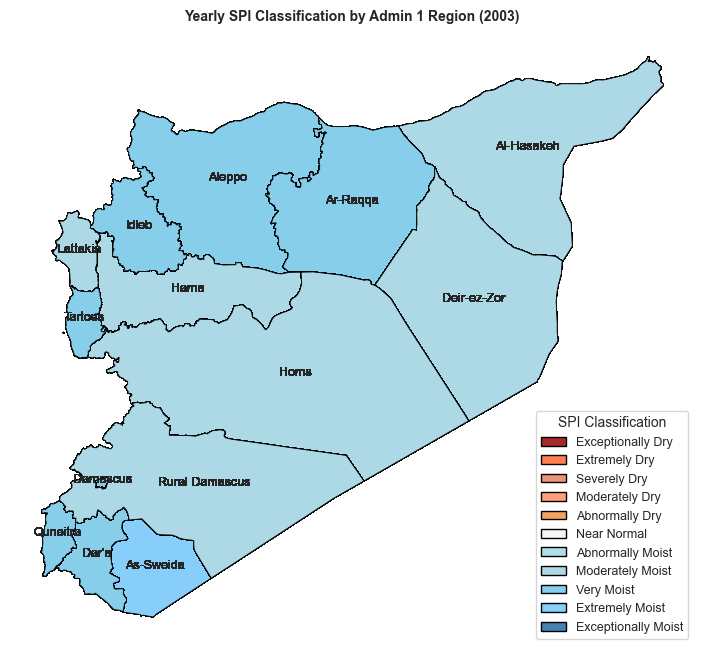 Yearly SPI Classification by Admin 1 Region (2003)
Al-Hasakeh
Aleppo
Ar-Raqqa
Idleb
Lattakia
Hama
Deir-ez-Zor
Tartous
Homs
Damascus
Rural Damascus
Quneitra
Dar'a
As-Sweida
SPI Classification
Exceptionally Dry
Extremely Dry
Severely Dry
Moderately Dry
Abnormally Dry
Near Normal
Abnormally Moist
Moderately Moist
Very Moist
Extremely Moist
Exceptionally Moist